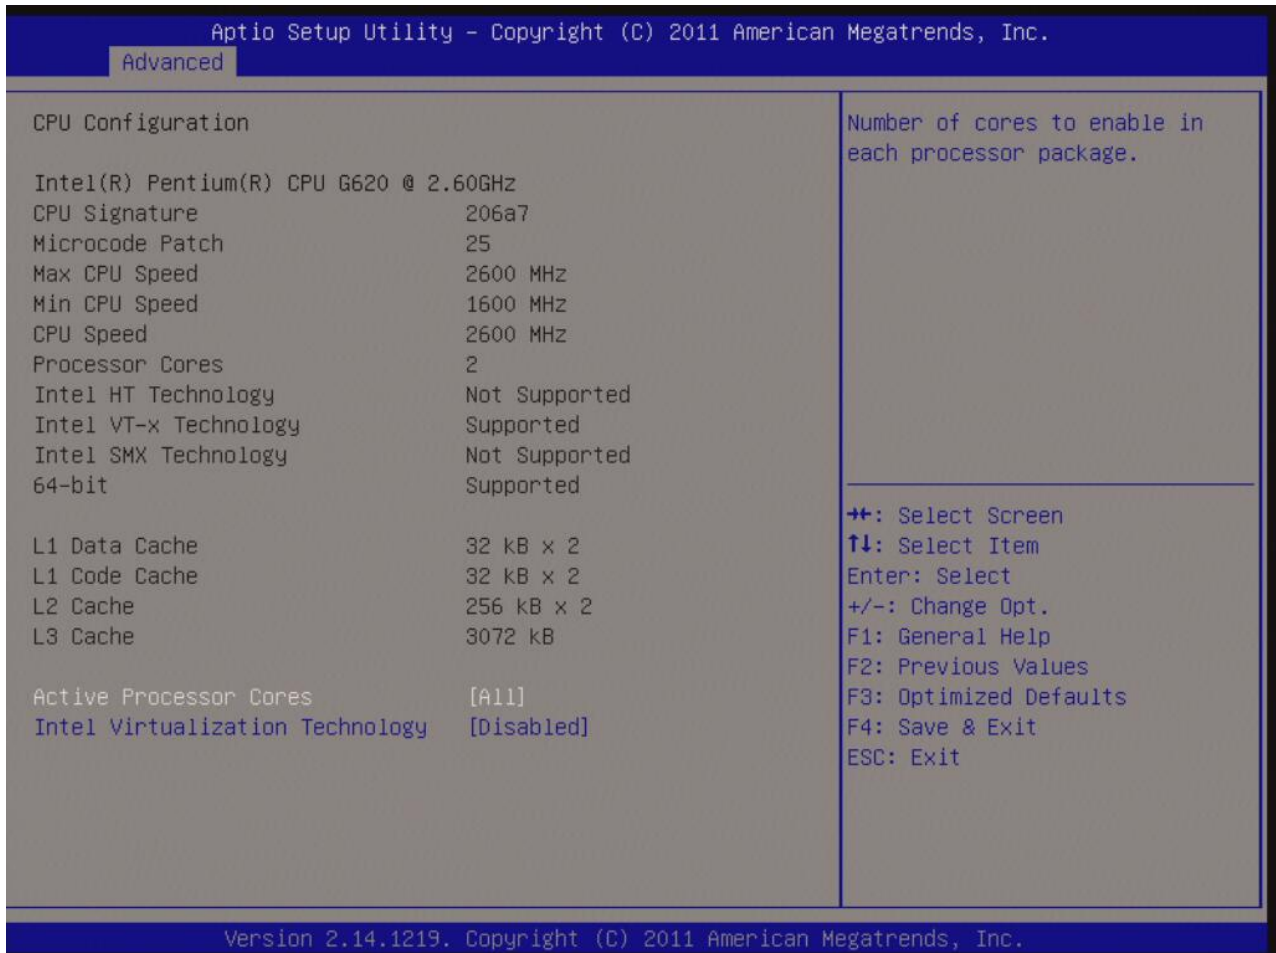 Aptio Setup Utility – Copyright (C) 2011 American Megatrends, Inc.
Advanced
CPU Configuration
Intel(R) Pentium(R) CPU G620 @ 2.60GHz
CPU Signature 206a7
Microcode Patch 25
Max CPU Speed 2600 MHz
Min CPU Speed 1600 MHz
CPU Speed 2600 MHz
Processor Cores 2
Intel HT Technology Not Supported
Intel VT-x Technology Supported
Intel SMX Technology Not Supported
64-bit Supported
L1 Data Cache 32 kB x 2
L1 Code Cache 32 kB x 2
L2 Cache 256 kB x 2
L3 Cache 3072 kB
Active Processor Cores [All]
Intel Virtualization Technology [Disabled]
Number of cores to enable in
each processor package.
→←: Select Screen
↑↓: Select Item
Enter: Select
+/-: Change Opt.
F1: General Help
F2: Previous Values
F3: Optimized Defaults
F4: Save & Exit
ESC: Exit
Version 2.14.1219. Copyright (C) 2011 American Megatrends, Inc.